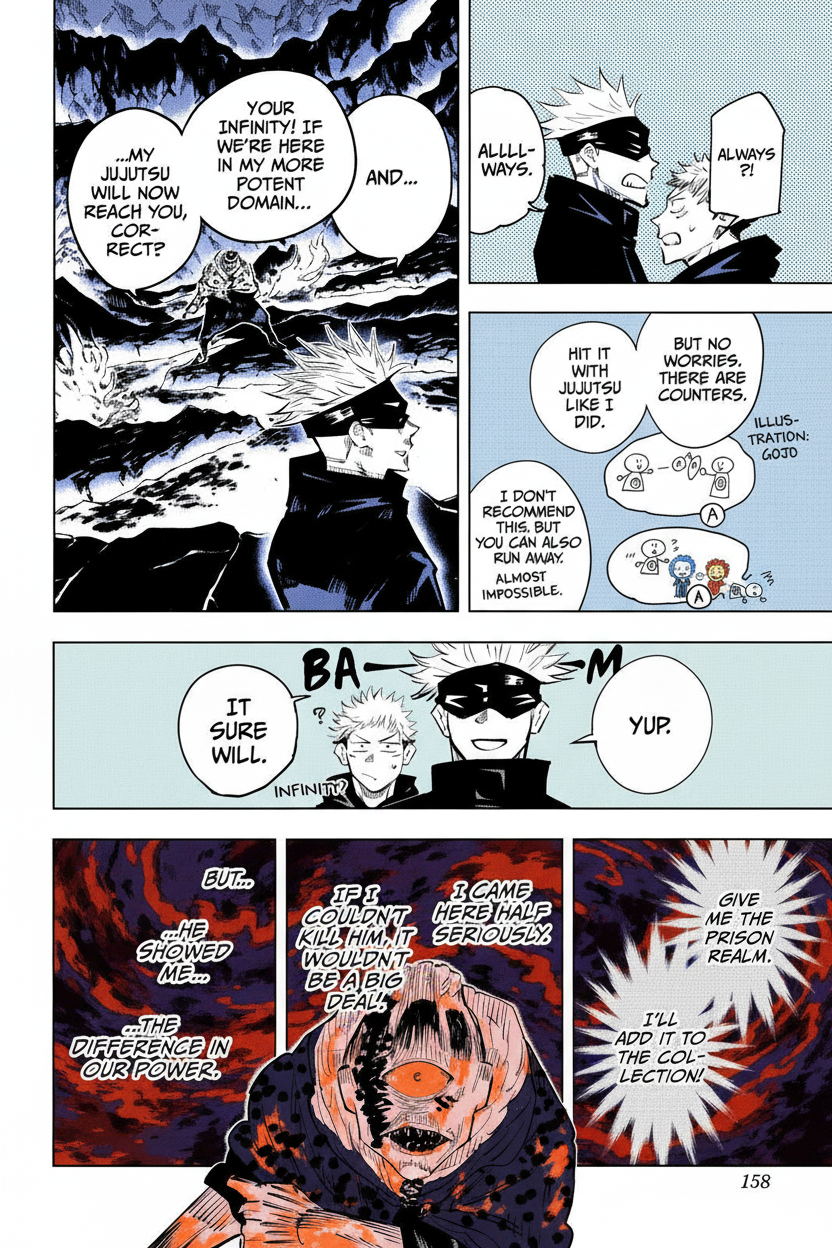 ALWAYS
?!
ALLLL-
WAYS.
BUT NO
WORRIES.
THERE ARE
COUNTERS.
HIT IT
WITH
JUJUTSU
LIKE I
DID.
ILLUS-
TRATION:
GOJO
A
I DON'T
RECOMMEND
THIS. BUT
YOU CAN ALSO
RUN AWAY.
ALMOST
IMPOSSIBLE.
A
AND...
YOUR
INFINITY! IF
WE'RE HERE
IN MY MORE
POTENT
DOMAIN...
...MY
JUJUTSU
WILL NOW
REACH YOU,
COR-
RECT?
BA—M
YUP.
IT
SURE
WILL.
?
INFINITY?
GIVE
ME THE
PRISON
REALM.
I'LL
ADD IT TO
THE COL-
LECTION!
I CAME
HERE HALF
SERIOUSLY.
IF I
COULDN'T
KILL HIM, IT
WOULDN'T
BE A BIG
DEAL!
BUT...
...HE
SHOWED
ME...
...THE
DIFFERENCE IN
OUR POWER.
158